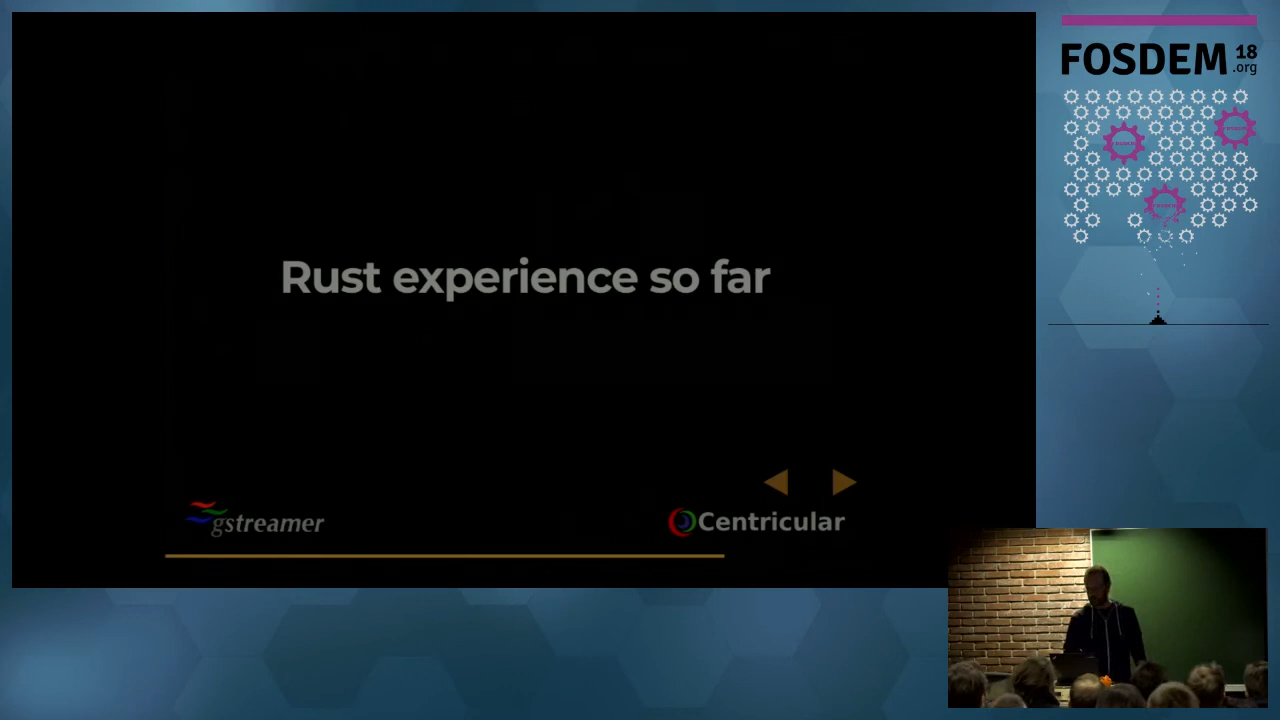 Rust experience so far
gstreamer
Centricular
FOSDEM 18
.org